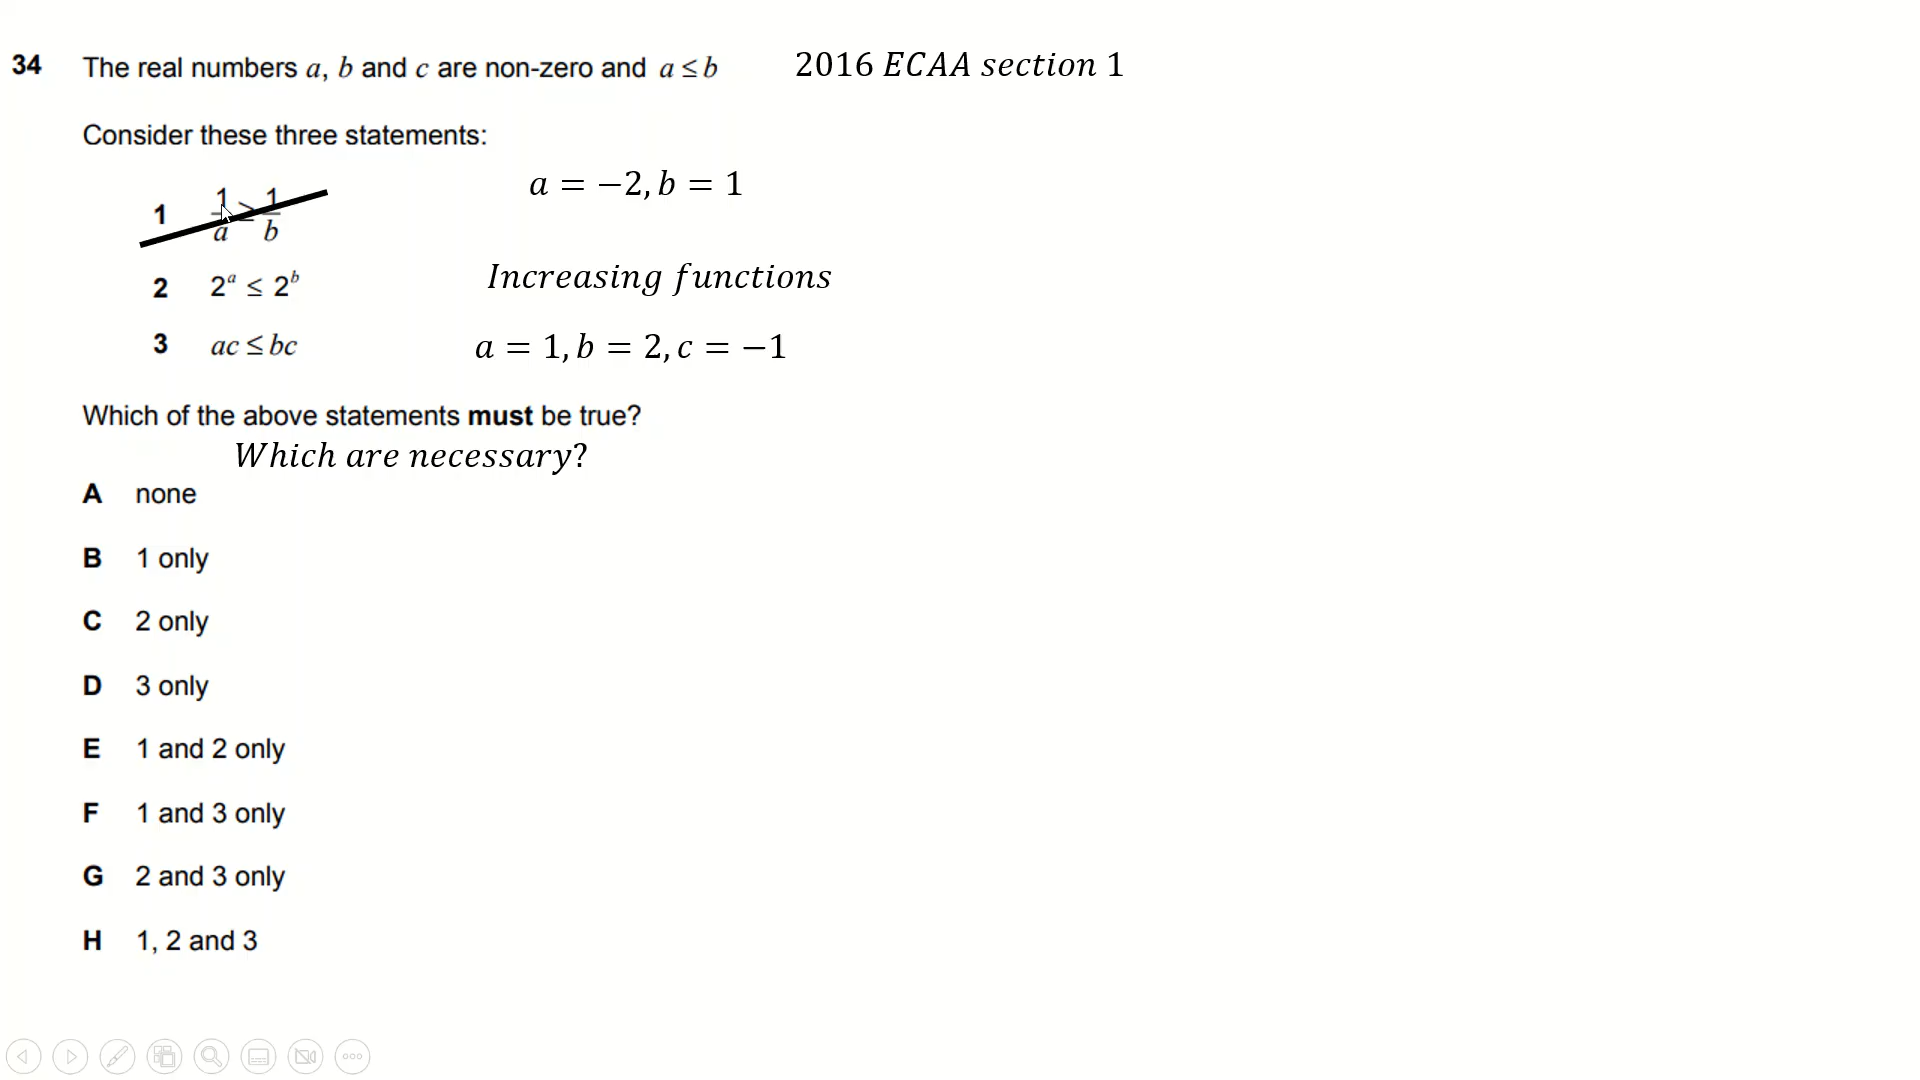 34 The real numbers a, b and c are non-zero and a ≤ b 2016 ECAA section 1
Consider these three statements:
a = −2, b = 1
1 1/a ≥ 1/b
2 2^a ≤ 2^b Increasing functions
3 ac ≤ bc a = 1, b = 2, c = −1
Which of the above statements must be true?
Which are necessary?
A none
B 1 only
C 2 only
D 3 only
E 1 and 2 only
F 1 and 3 only
G 2 and 3 only
H 1, 2 and 3